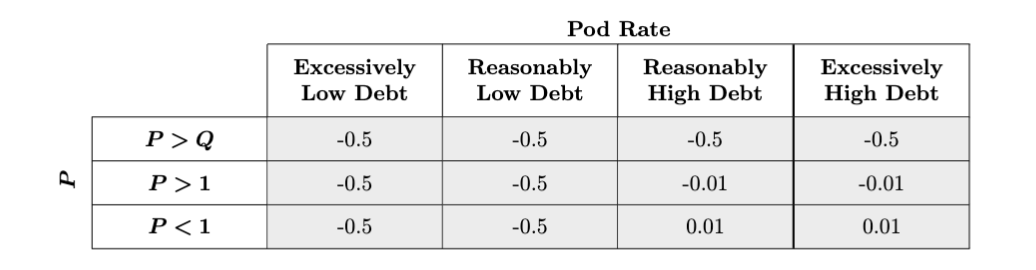 Pod Rate
Excessively Low Debt Reasonably Low Debt Reasonably High Debt Excessively High Debt
P > Q -0.5 -0.5 -0.5 -0.5
P
P > 1 -0.5 -0.5 -0.01 -0.01
P < 1 -0.5 -0.5 0.01 0.01